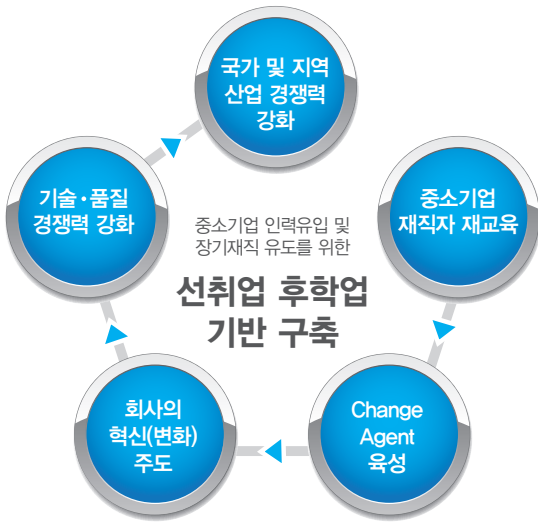 국가 및 지역
산업 경쟁력
강화
기술·품질
경쟁력 강화
중소기업
재직자 재교육
중소기업 인력유입 및
장기재직 유도를 위한
선취업 후학업
기반 구축
회사의
혁신(변화)
주도
Change
Agent
육성